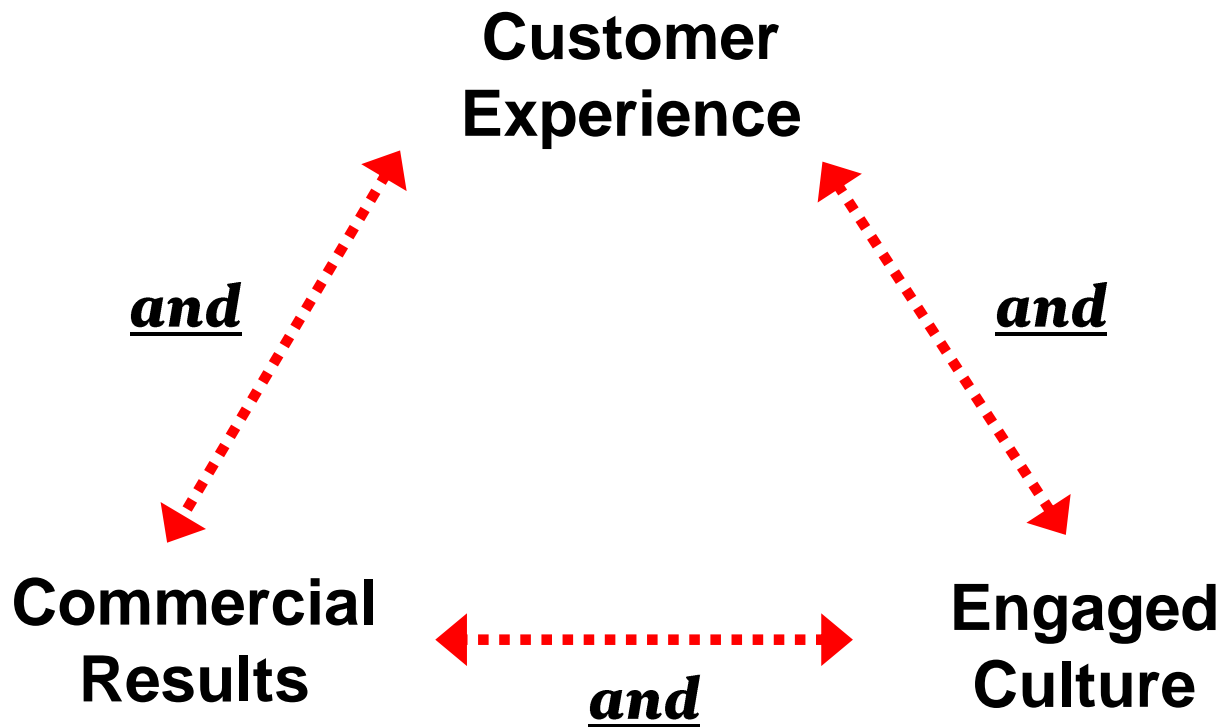 Customer
Experience
and
and
Commercial
Results
Engaged
Culture
and